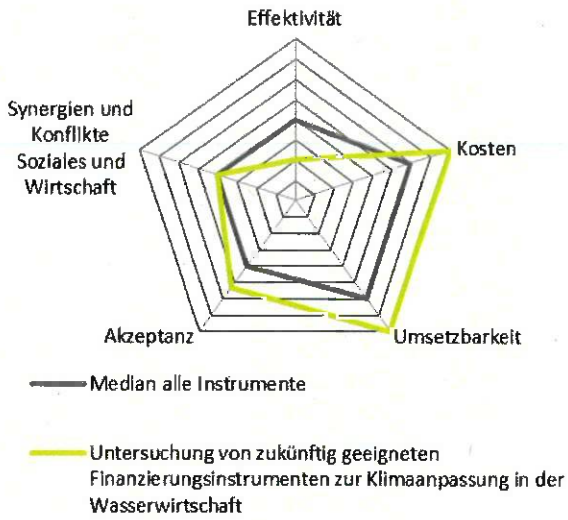 Effektivität
Synergien und
Konflikte
Soziales und
Wirtschaft
Kosten
Akzeptanz
Umsetzbarkeit
Median alle Instrumente
Untersuchung von zukünftig geeigneten
Finanzierungsinstrumenten zur Klimaanpassung in der
Wasserwirtschaft